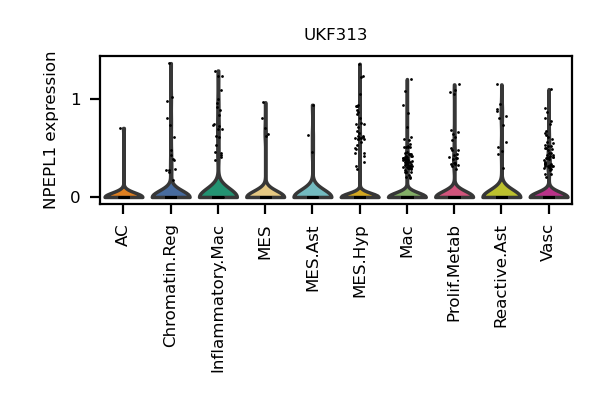 UKF313
NPEPL1 expression
1
0
AC
Chromatin.Reg
Inflammatory.Mac
MES
MES.Ast
MES.Hyp
Mac
Prolif.Metab
Reactive.Ast
Vasc